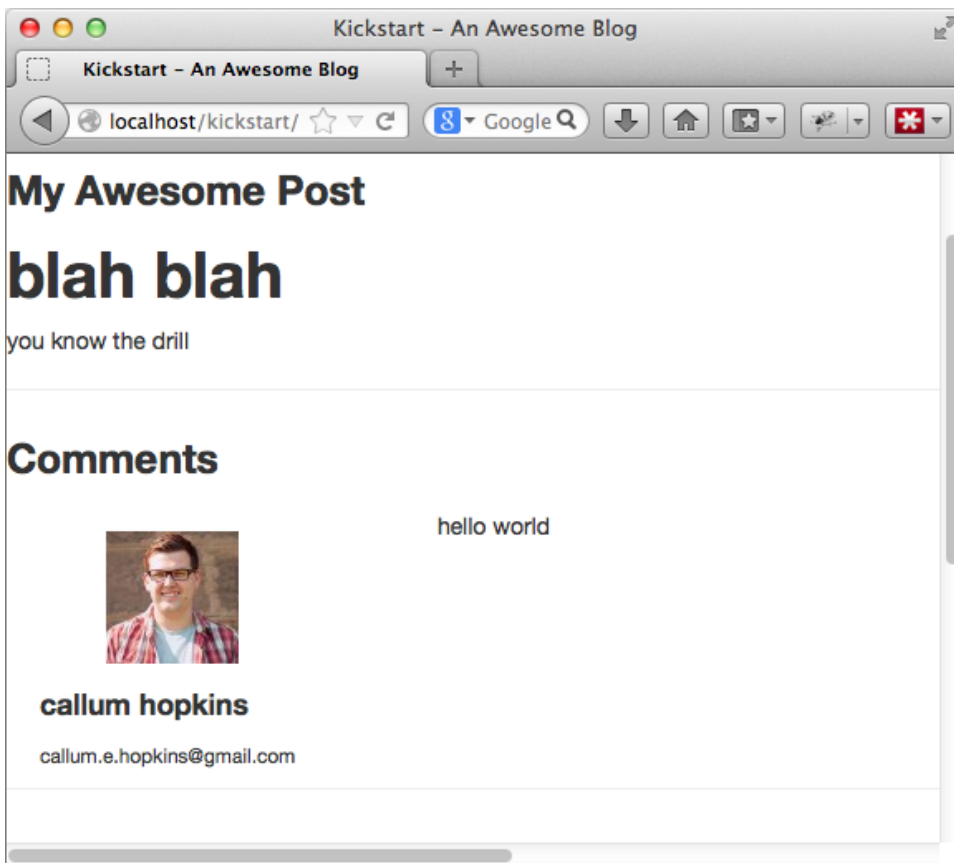 Kickstart – An Awesome Blog
Kickstart – An Awesome Blog
localhost/kickstart/
8 Google
My Awesome Post
blah blah
you know the drill
Comments
hello world
callum hopkins
callum.e.hopkins@gmail.com